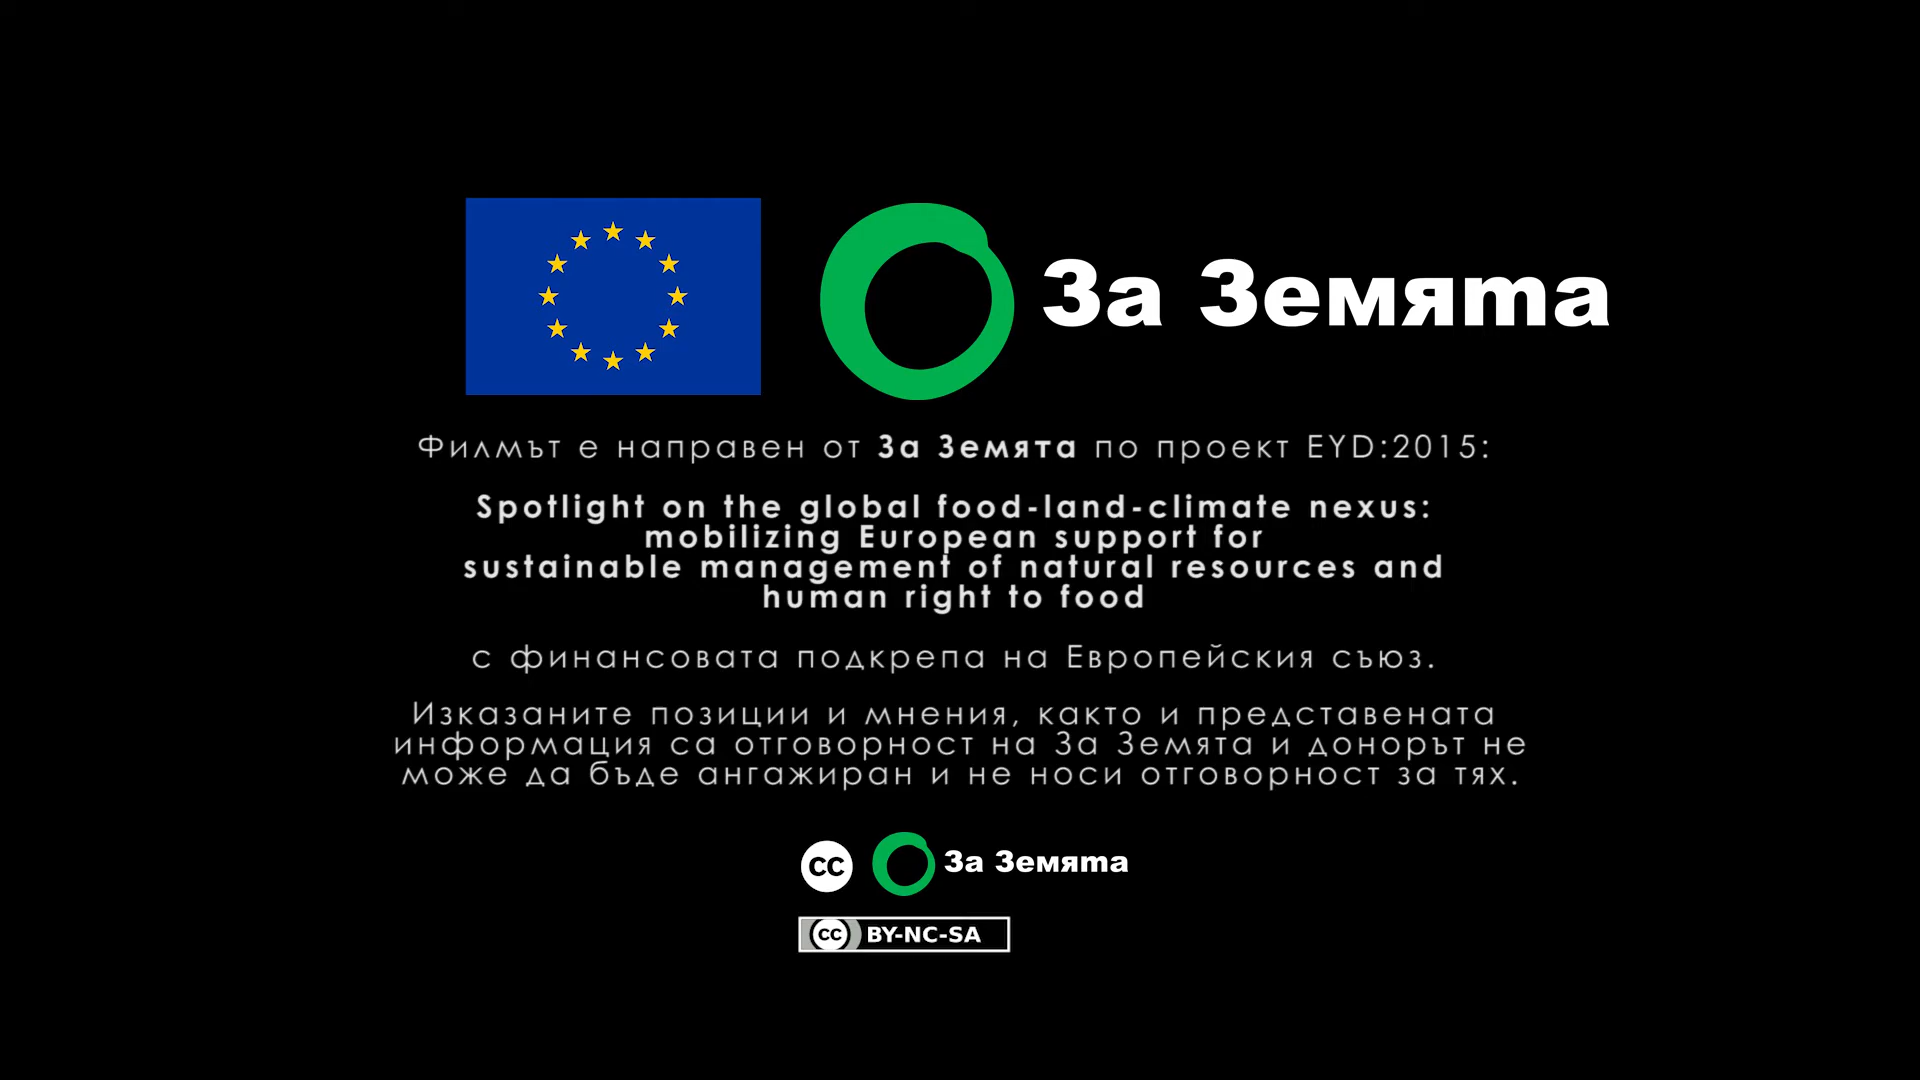 За Земята
Филмът е направен от За Земята по проект EYD:2015:
Spotlight on the global food-land-climate nexus:
mobilizing European support for
sustainable management of natural resources and
human right to food
с финансовата подкрепа на Европейския съюз.
Изказаните позиции и мнения, както и представената
информация са отговорност на За Земята и донорът не
може да бъде ангажиран и не носи отговорност за тях.
cc За Земята
cc BY-NC-SA